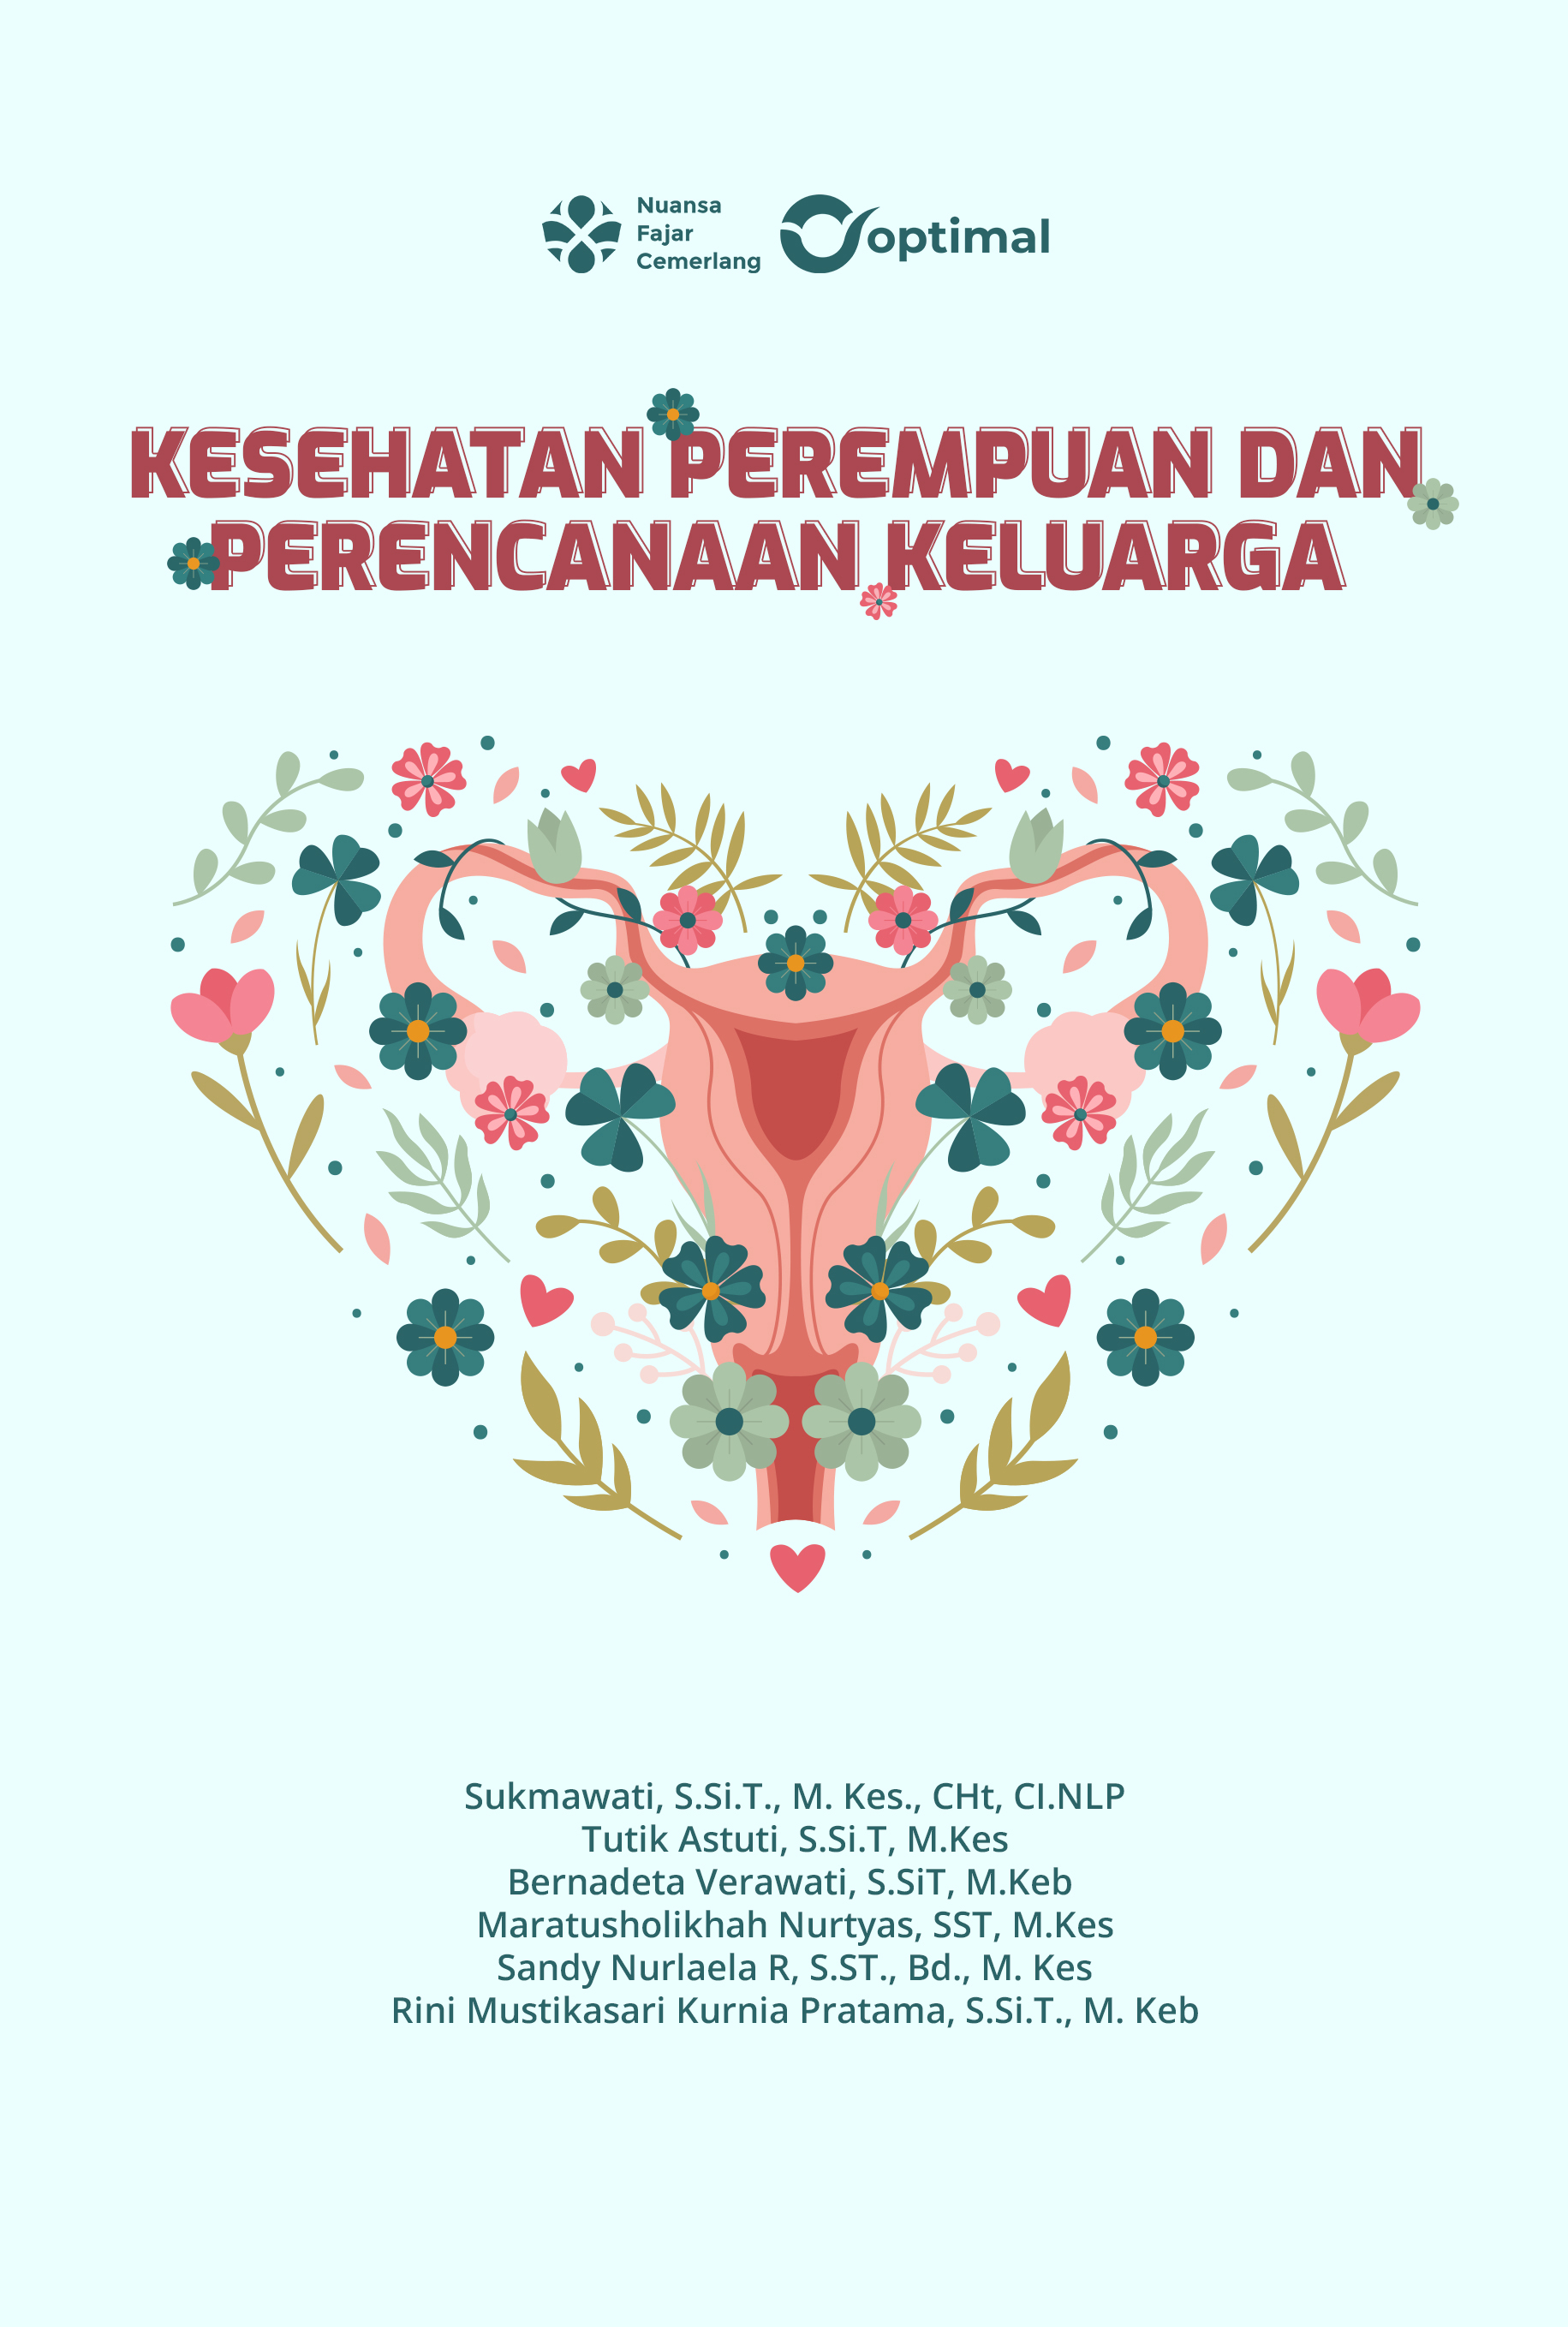 Nuansa
Fajar
Cemerlang
optimal
KESEHATAN PEREMPUAN DAN
PERENCANAAN KELUARGA
Sukmawati, S.Si.T., M. Kes., CHt, CI.NLP
Tutik Astuti, S.Si.T, M.Kes
Bernadeta Verawati, S.SiT, M.Keb
Maratusholikhah Nurtyas, SST, M.Kes
Sandy Nurlaela R, S.ST., Bd., M. Kes
Rini Mustikasari Kurnia Pratama, S.Si.T., M. Keb